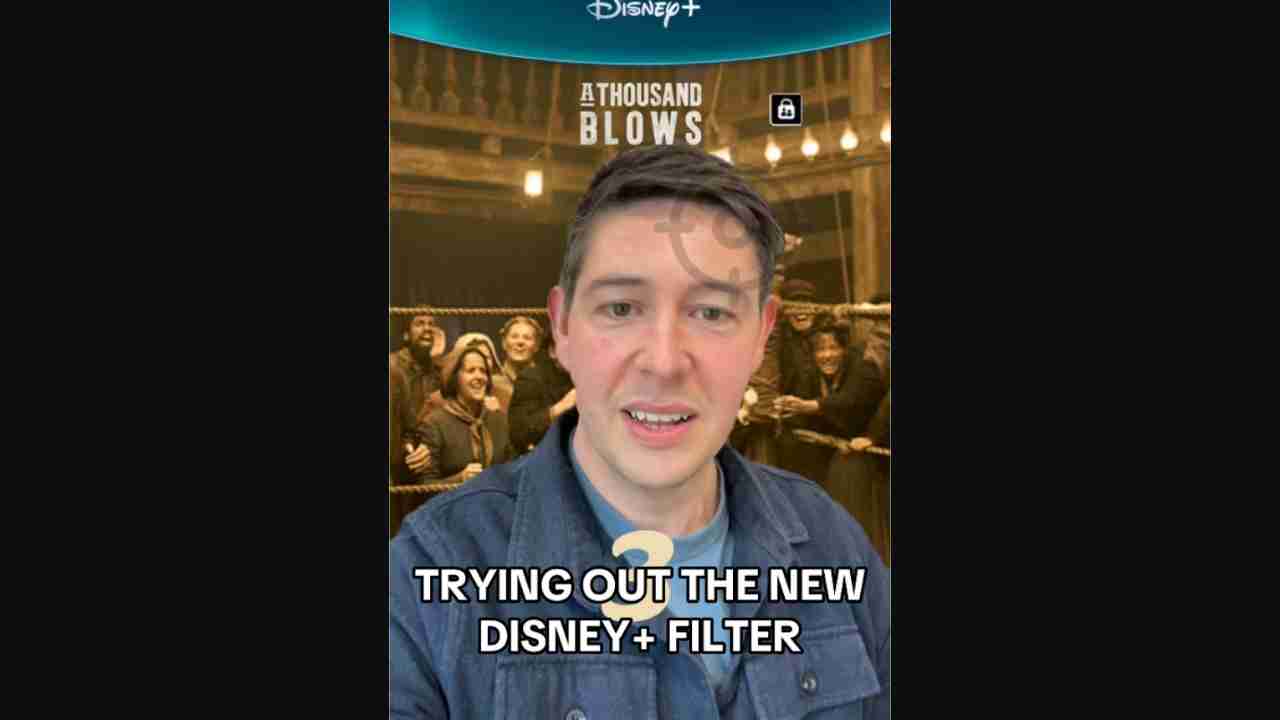 Disney+
A THOUSAND
BLOWS
3
TRYING OUT THE NEW
DISNEY+ FILTER